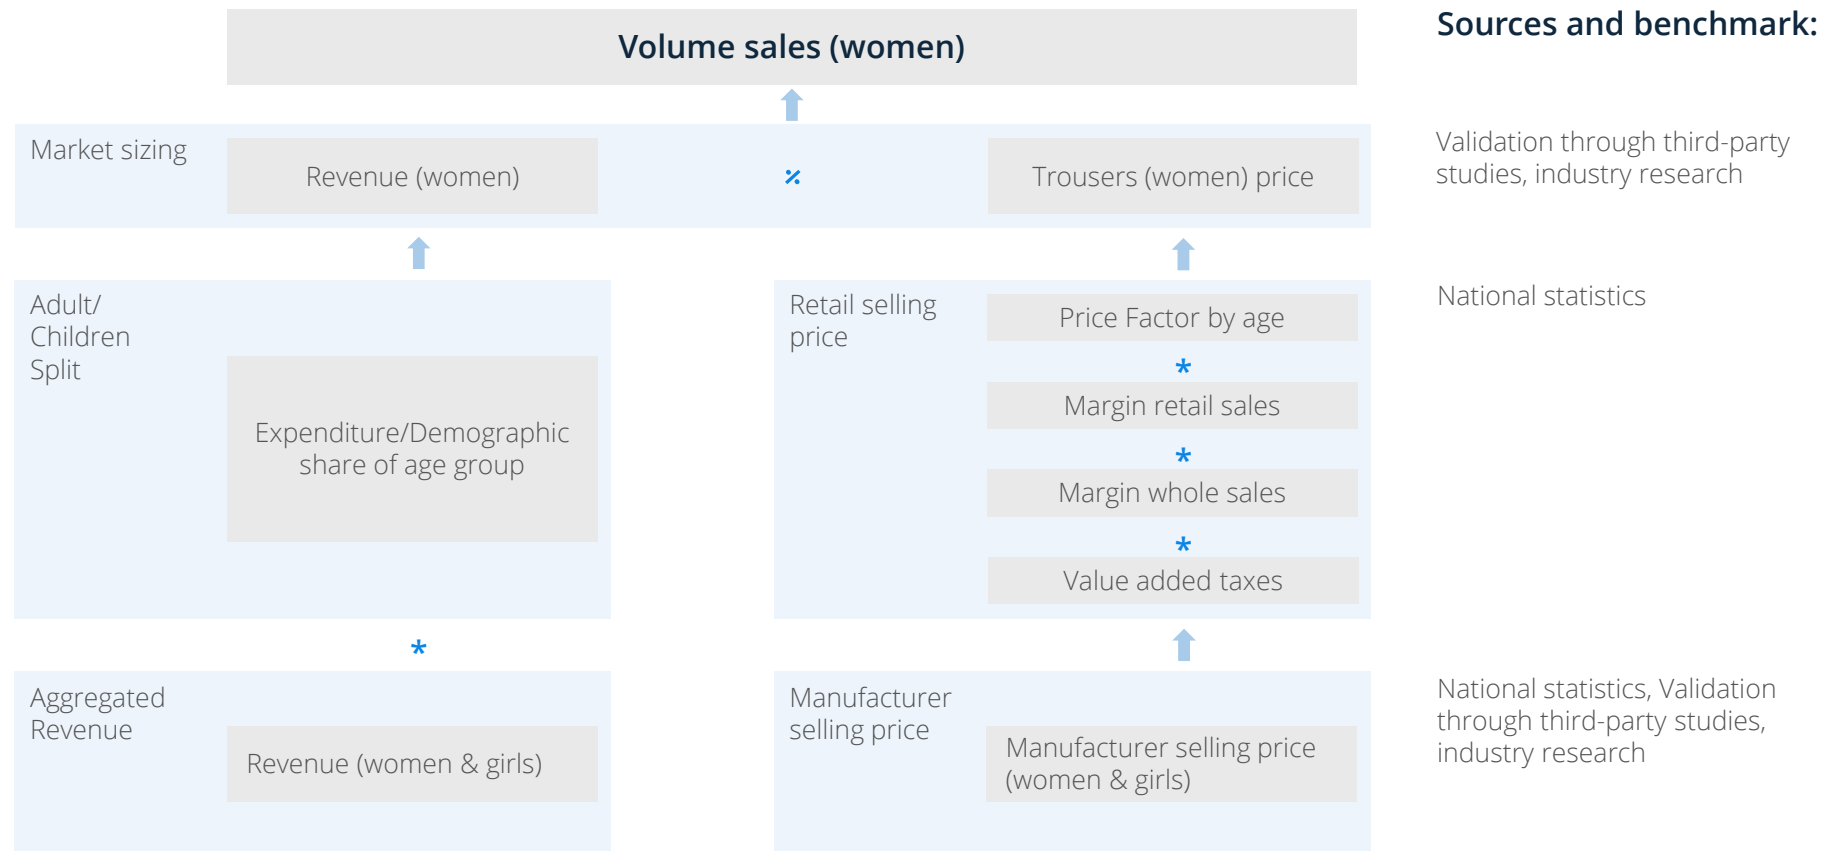 Volume sales (women)
Sources and benchmark:
Market sizing
Revenue (women)
٪
Trousers (women) price
Validation through third-party
studies, industry research
Adult/
Children
Split
Expenditure/Demographic
share of age group
Retail selling
price
Price Factor by age
*
Margin retail sales
*
Margin whole sales
*
Value added taxes
National statistics
*
Aggregated
Revenue
Revenue (women & girls)
Manufacturer
selling price
Manufacturer selling price
(women & girls)
National statistics, Validation
through third-party studies,
industry research